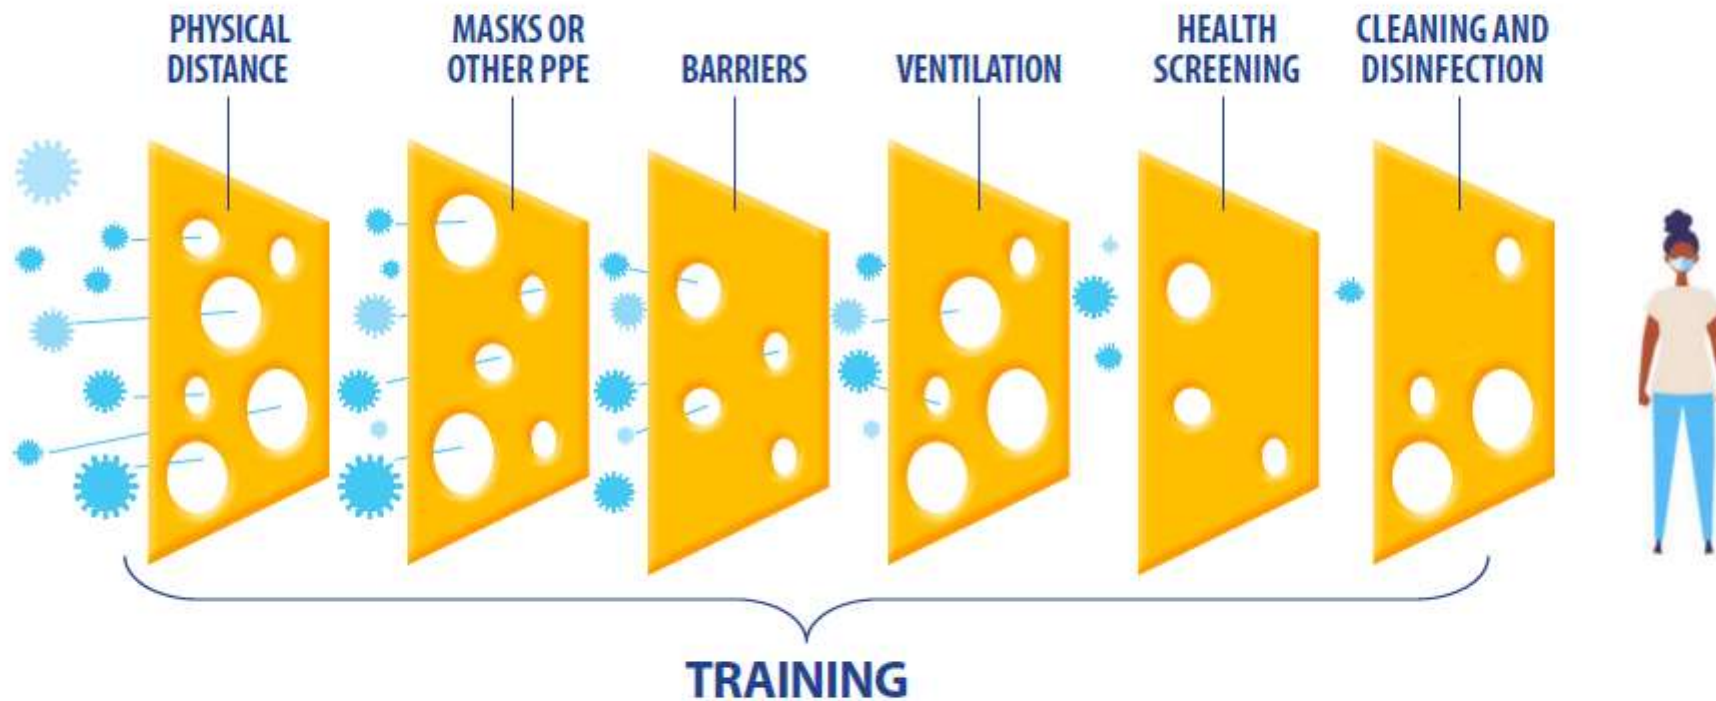 PHYSICAL
DISTANCE
MASKS OR
OTHER PPE
BARRIERS
VENTILATION
HEALTH
SCREENING
CLEANING AND
DISINFECTION
TRAINING